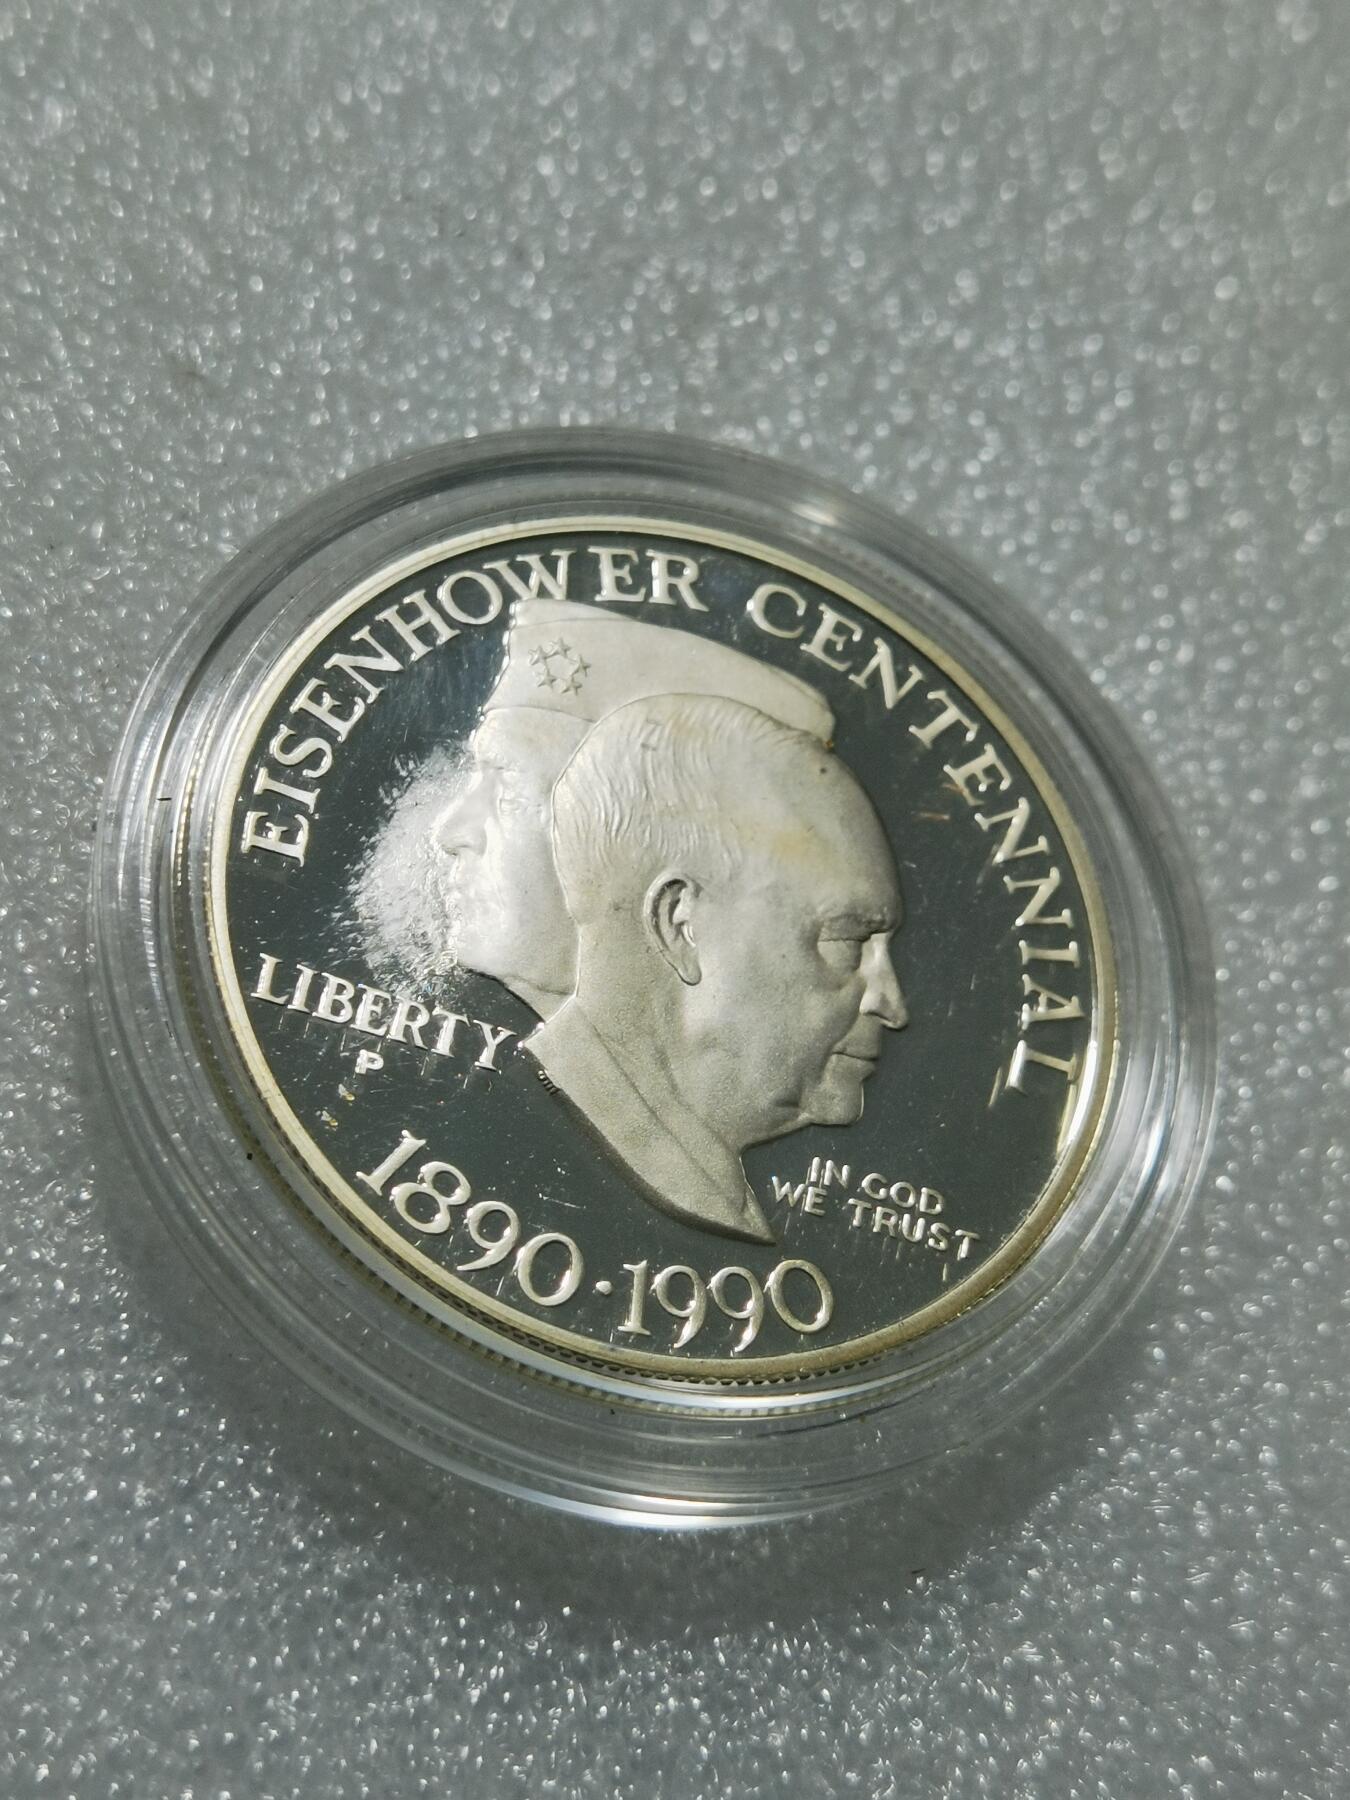 EISENHOWER CENTENNIAL
LIBERTY
P
IN GOD
WE TRUST
1890·1990